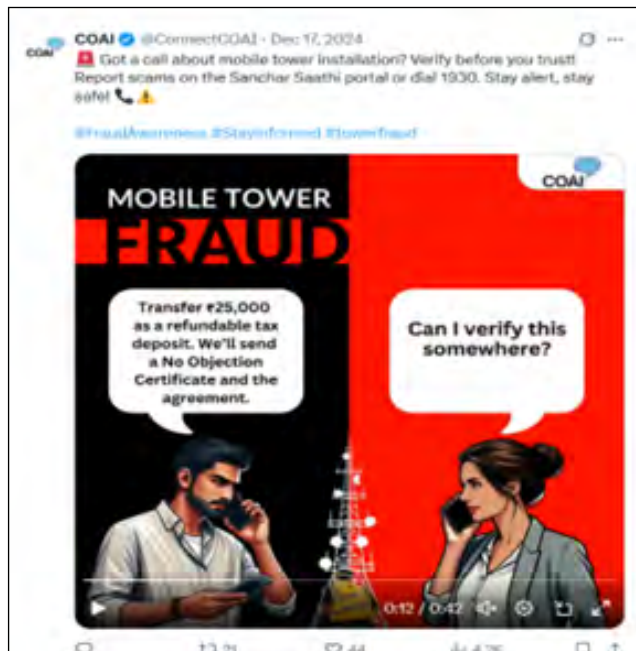 COAI @ConnectCOAI · Dec 17, 2024
🚨 Got a call about mobile tower installation? Verify before you trust!
Report scams on the Sanchar Saathi portal or dial 1930. Stay alert, stay
safe! 📞 ⚠️
#FraudAwareness #StayInformed #towerfraud
COAI
MOBILE TOWER
FRAUD
Transfer ₹25,000
as a refundable tax
deposit. We'll send
a No Objection
Certificate and the
agreement.
Can I verify this
somewhere?
0:12 / 0:42